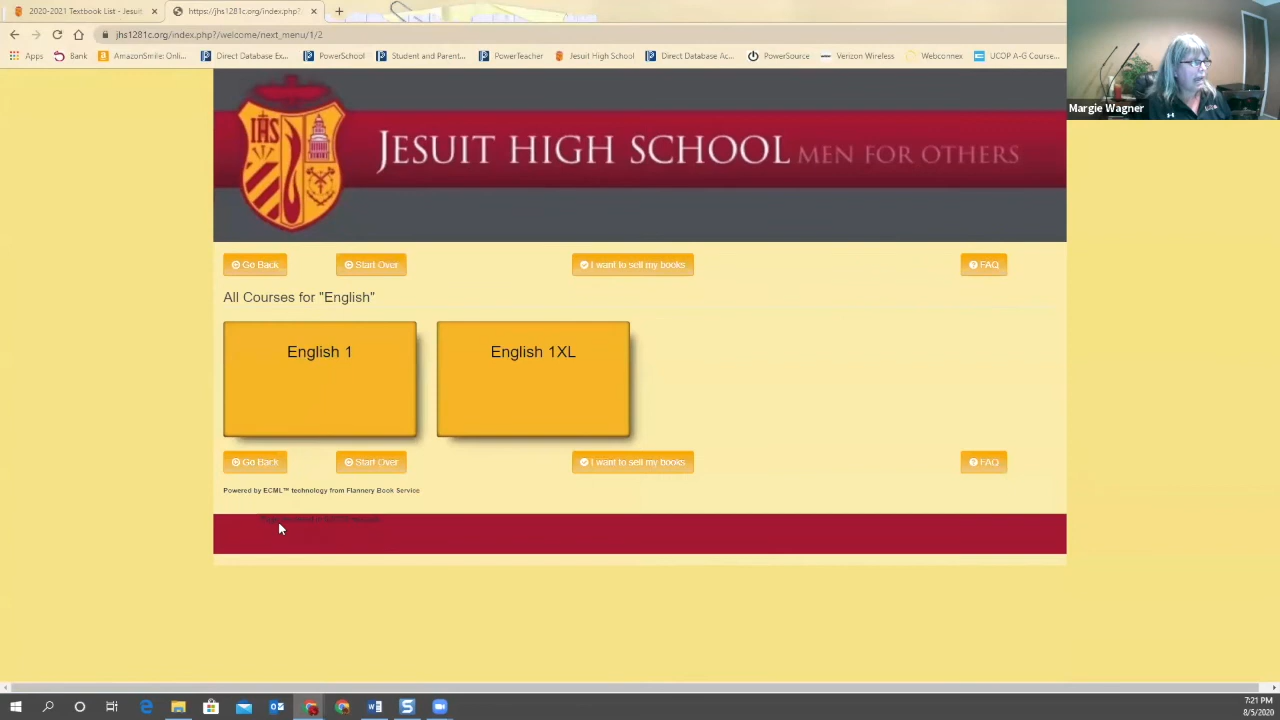 2020-2021 Textbook List - Jesuit
https://jhs1281c.org/index.php?
jhs1281c.org/index.php?/welcome/next_menu/1/2
Apps Bank AmazonSmile: Onli... Direct Database Ex... PowerSchool Student and Parent... PowerTeacher Jesuit High School Direct Database Ac... PowerSource Verizon Wireless Webconnex UCOP A-G Course...
Margie Wagner
IHS
JESUIT HIGH SCHOOL MEN FOR OTHERS
Go Back Start Over I want to sell my books FAQ
All Courses for "English"
English 1 English 1XL
Go Back Start Over I want to sell my books FAQ
Powered by ECML™ technology from Flannery Book Service
7:21 PM
8/5/2020